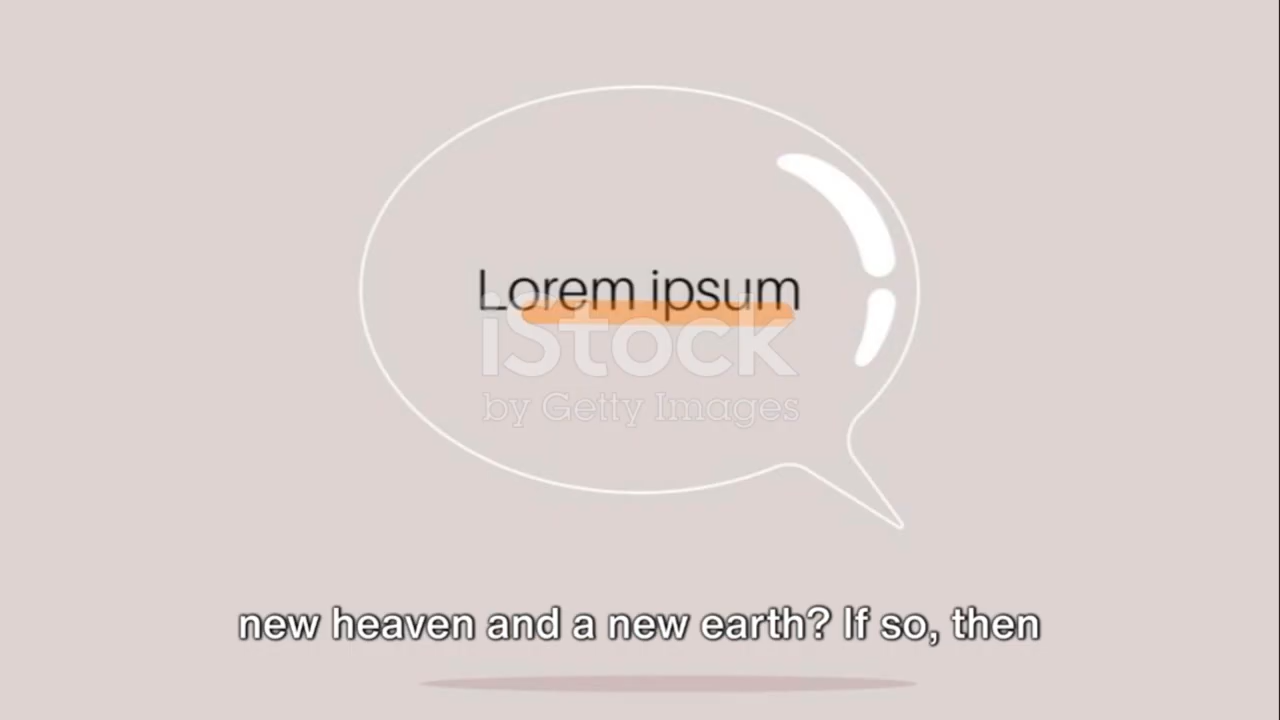 Lorem ipsum
iStock
by Getty Images
new heaven and a new earth? If so, then